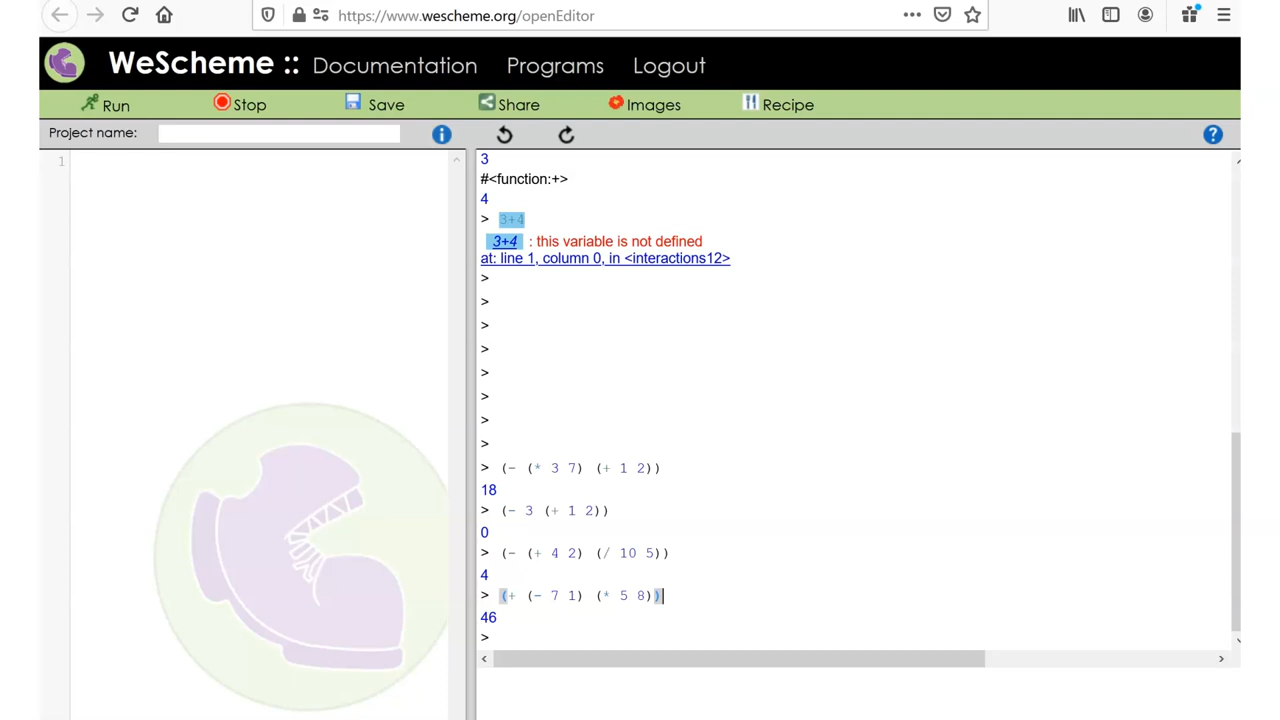 https://www.wescheme.org/openEditor
WeScheme :: Documentation Programs Logout
Run Stop Save Share Images Recipe
Project name:
1
3
#<function:+>
4
> 3+4
3+4 : this variable is not defined
at: line 1, column 0, in <interactions12>
>
>
>
>
>
>
>
>
> (- (* 3 7) (+ 1 2))
18
> (- 3 (+ 1 2))
0
> (- (+ 4 2) (/ 10 5))
4
> (+ (- 7 1) (* 5 8))
46
>